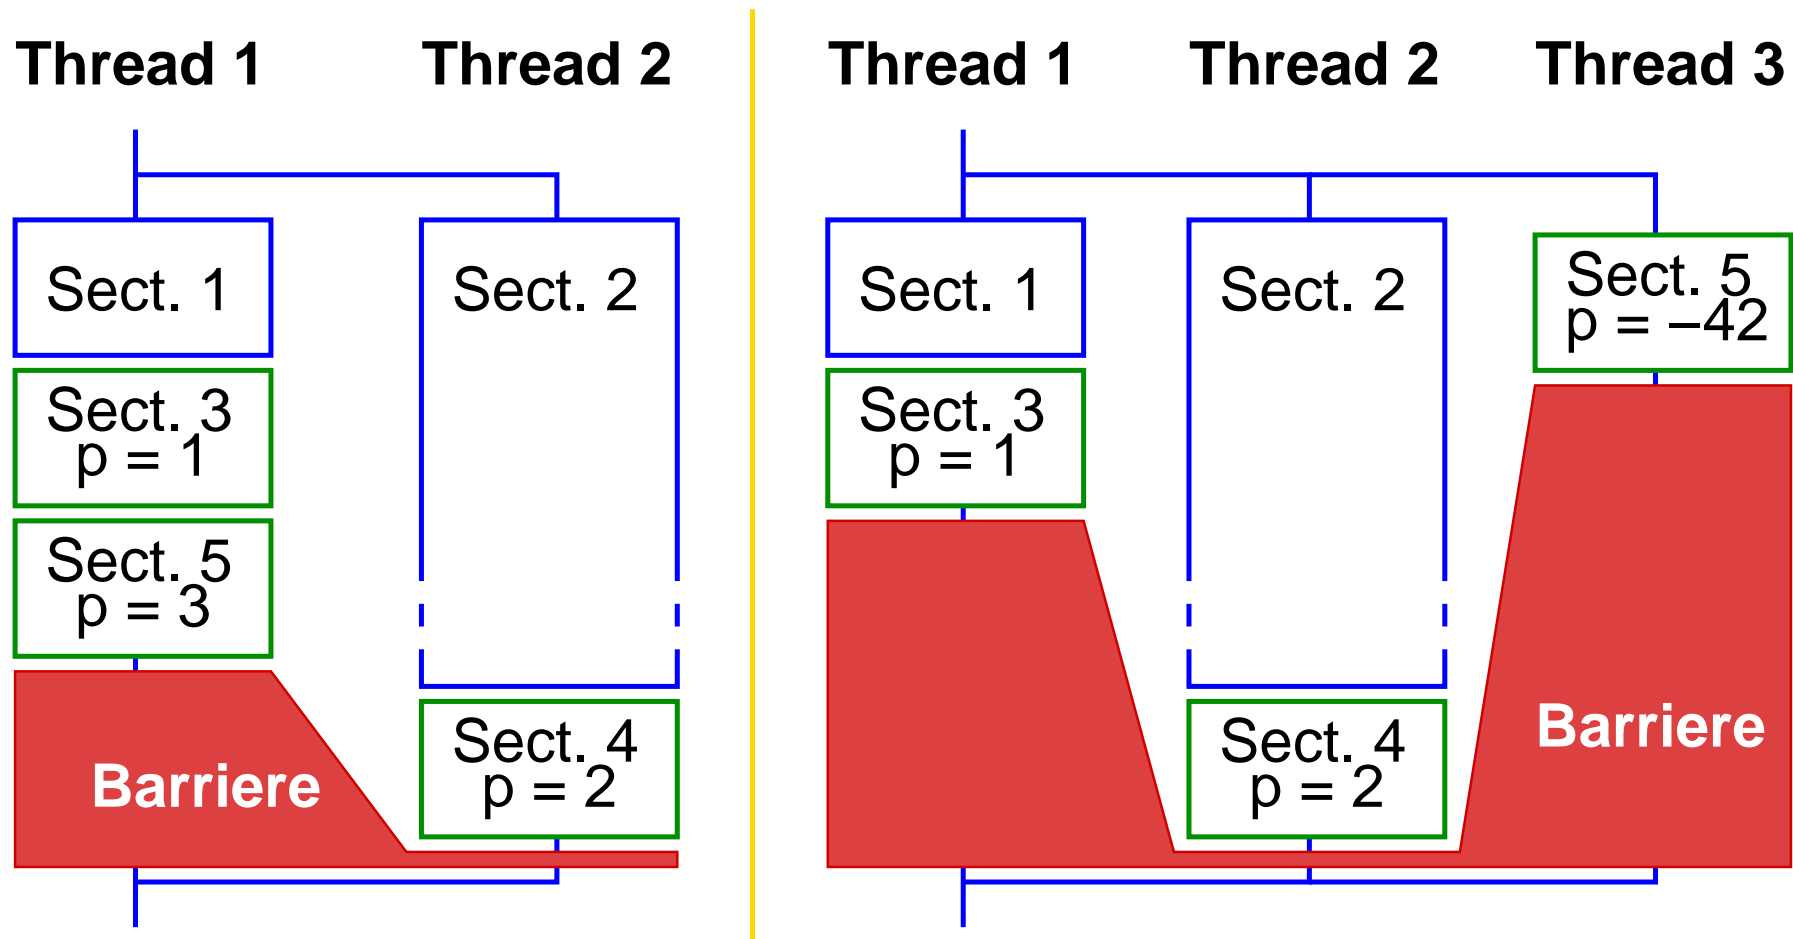 Thread 1
Thread 2
Sect. 1
Sect. 2
Sect. 3
p = 1
Sect. 5
p = 3
Sect. 4
p = 2
Barriere
Thread 1
Thread 2
Thread 3
Sect. 1
Sect. 2
Sect. 5
p = –42
Sect. 3
p = 1
Sect. 4
p = 2
Barriere